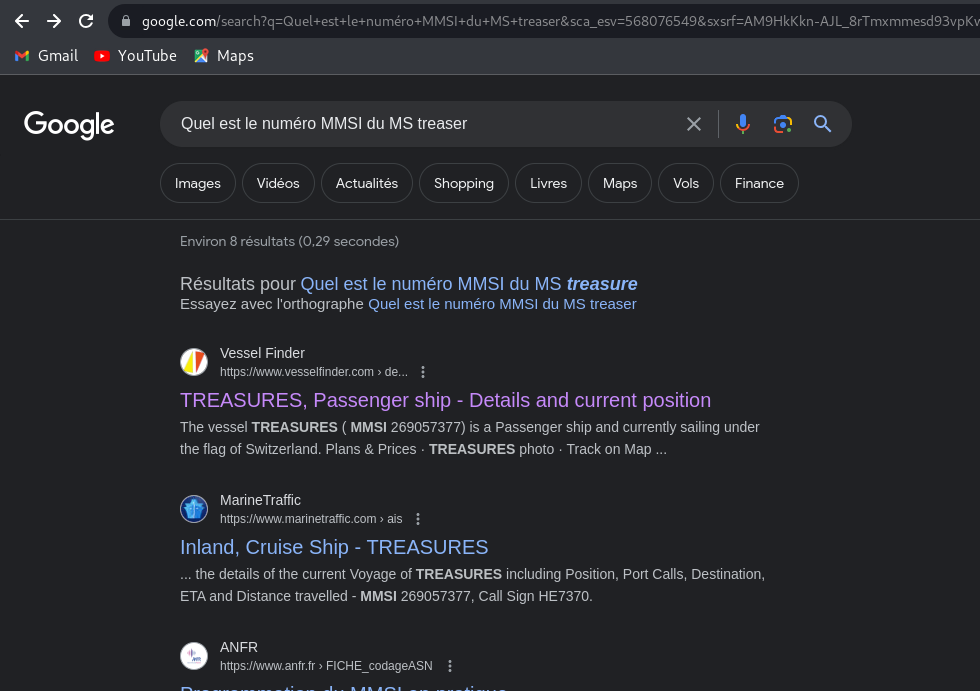 google.com/search?q=Quel+est+le+numéro+MMSI+du+MS+treaser&sca_esv=568076549&sxsrf=AM9HkKkn-AJL_8rTmxmmesd93vpKv
Gmail YouTube Maps
Google
Quel est le numéro MMSI du MS treaser
Images Vidéos Actualités Shopping Livres Maps Vols Finance
Environ 8 résultats (0,29 secondes)
Résultats pour Quel est le numéro MMSI du MS treasure
Essayez avec l'orthographe Quel est le numéro MMSI du MS treaser
Vessel Finder
https://www.vesselfinder.com › de...
TREASURES, Passenger ship - Details and current position
The vessel TREASURES ( MMSI 269057377) is a Passenger ship and currently sailing under
the flag of Switzerland. Plans & Prices · TREASURES photo · Track on Map ...
MarineTraffic
https://www.marinetraffic.com › ais
Inland, Cruise Ship - TREASURES
... the details of the current Voyage of TREASURES including Position, Port Calls, Destination,
ETA and Distance travelled - MMSI 269057377, Call Sign HE7370.
ANFR
https://www.anfr.fr › FICHE_codageASN
Programmation du MMSI en pratique